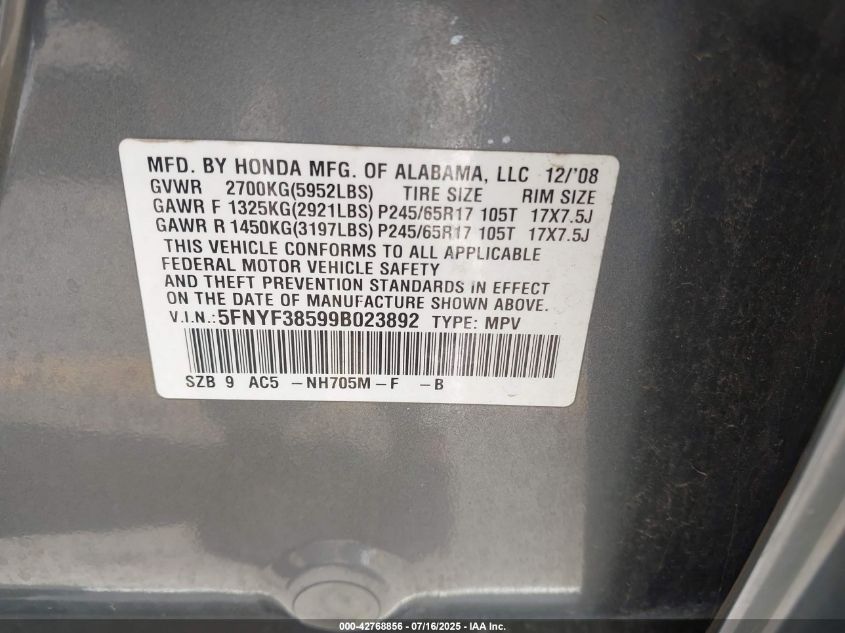 MFD. BY HONDA MFG. OF ALABAMA, LLC 12/'08
GVWR 2700KG(5952LBS) TIRE SIZE RIM SIZE
GAWR F 1325KG(2921LBS) P245/65R17 105T 17X7.5J
GAWR R 1450KG(3197LBS) P245/65R17 105T 17X7.5J
THIS VEHICLE CONFORMS TO ALL APPLICABLE
FEDERAL MOTOR VEHICLE SAFETY
AND THEFT PREVENTION STANDARDS IN EFFECT
ON THE DATE OF MANUFACTURE SHOWN ABOVE.
V.I.N.: 5FNYF38599B023892 TYPE: MPV
SZB 9 AC5 -NH705M-F -B
000-42768856 - 07/16/2025 - IAA Inc.